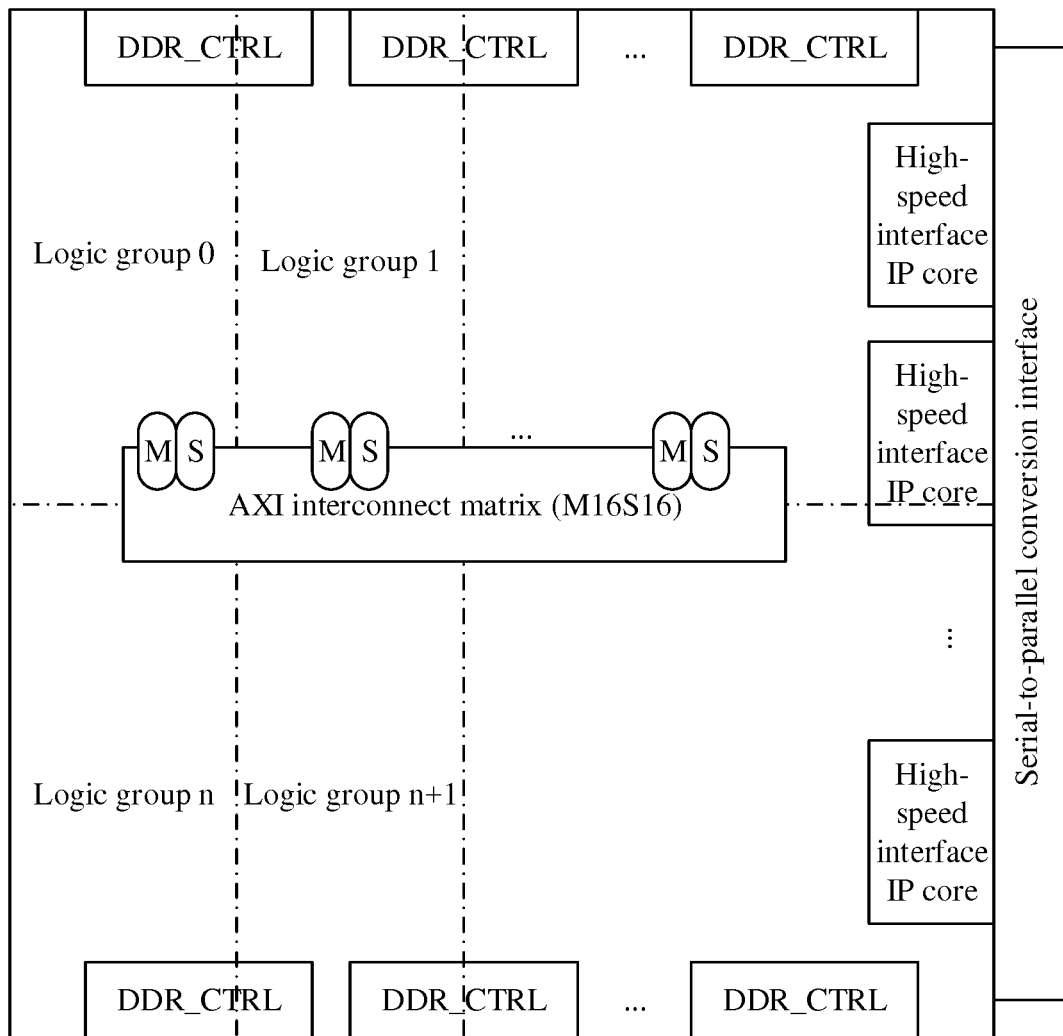 DDR_CTRL
DDR_CTRL
...
DDR_CTRL
High-
speed
interface
IP core
Logic group 0
Logic group 1
High-
speed
interface
IP core
M S
M S
...
M S
AXI interconnect matrix (M16S16)
Serial-to-parallel conversion interface
...
Logic group n
Logic group n+1
High-
speed
interface
IP core
DDR_CTRL
DDR_CTRL
...
DDR_CTRL